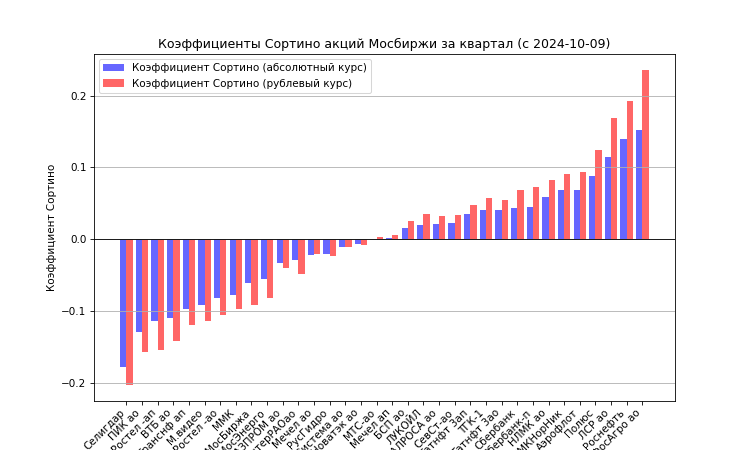 Коэффициенты Сортино акций Мосбиржи за квартал (с 2024-10-09)
Коэффициент Сортино (абсолютный курс)
Коэффициент Сортино (рублевый курс)
Коэффициент Сортино
0.2
0.1
0.0
−0.1
−0.2
Селигдар
ПИК ао
Ростел -ап
ВТБ ао
М.видео
Ростел -ао
ММК
МосБиржа
Мечел ао
РусГидро
МТС-ао
Мечел ап
БСП ао
ЛУКОЙЛ
СевСт-ао
ТГК-1
Сбербанк
НЛМК ао
Аэрофлот
Полюс
ЛСР ао
Роснефть